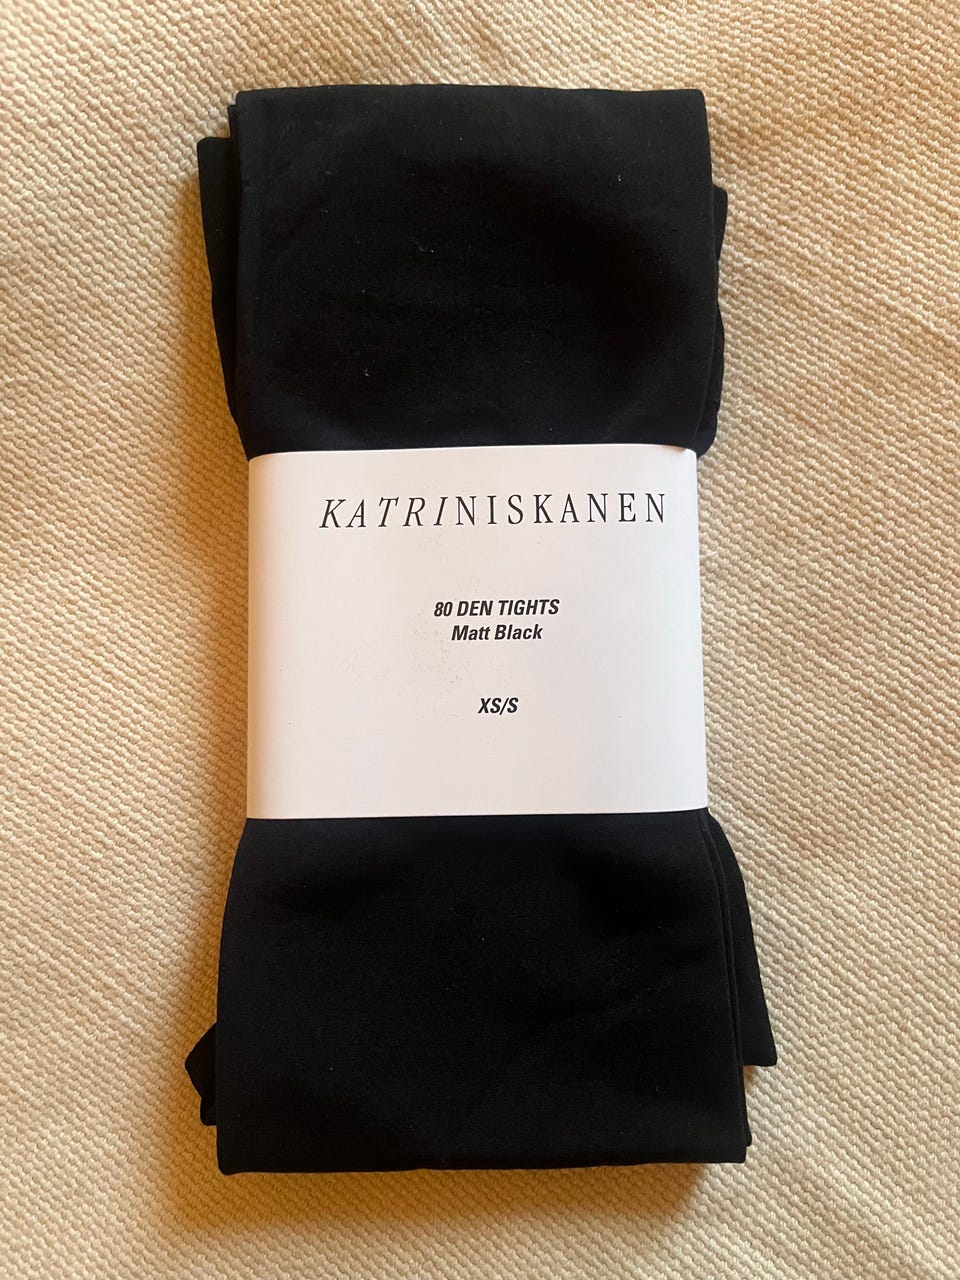 KATRINISKANEN
80 DEN TIGHTS
Matt Black
XS/S